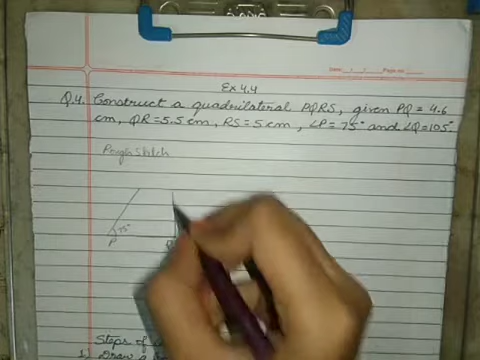 Ex 4.4
Q.4. Construct a quadrilateral PQRS, given PQ = 4.6
cm, QR = 5.5 cm, RS = 5 cm, ∠P = 75° and ∠Q = 105°.
Rough Sketch
75°
P
Steps of
1) Draw a